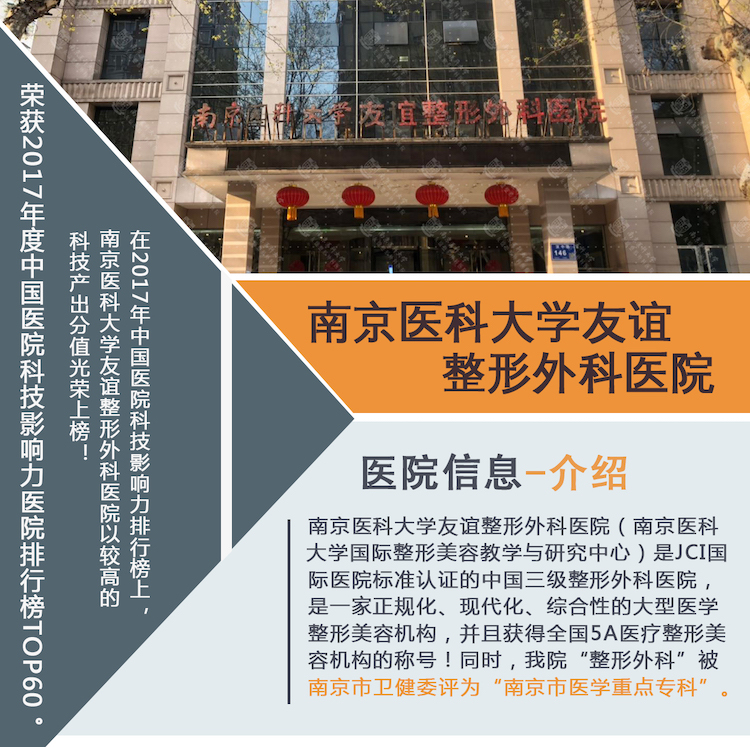 南京医科大学友谊整形外科医院
146
荣获2017年度中国医院科技影响力医院排行榜TOP60。
在2017年中国医院科技影响力排行榜上，
南京医科大学友谊整形外科医院以较高的
科技产出分值光荣上榜！
南京医科大学友谊
整形外科医院
医院信息-介绍
南京医科大学友谊整形外科医院（南京医科
大学国际整形美容教学与研究中心）是JCI国
际医院标准认证的中国三级整形外科医院，
是一家正规化、现代化、综合性的大型医学
整形美容机构，并且获得全国5A医疗整形美
容机构的称号！同时，我院“整形外科”被
南京市卫健委评为“南京市医学重点专科”。